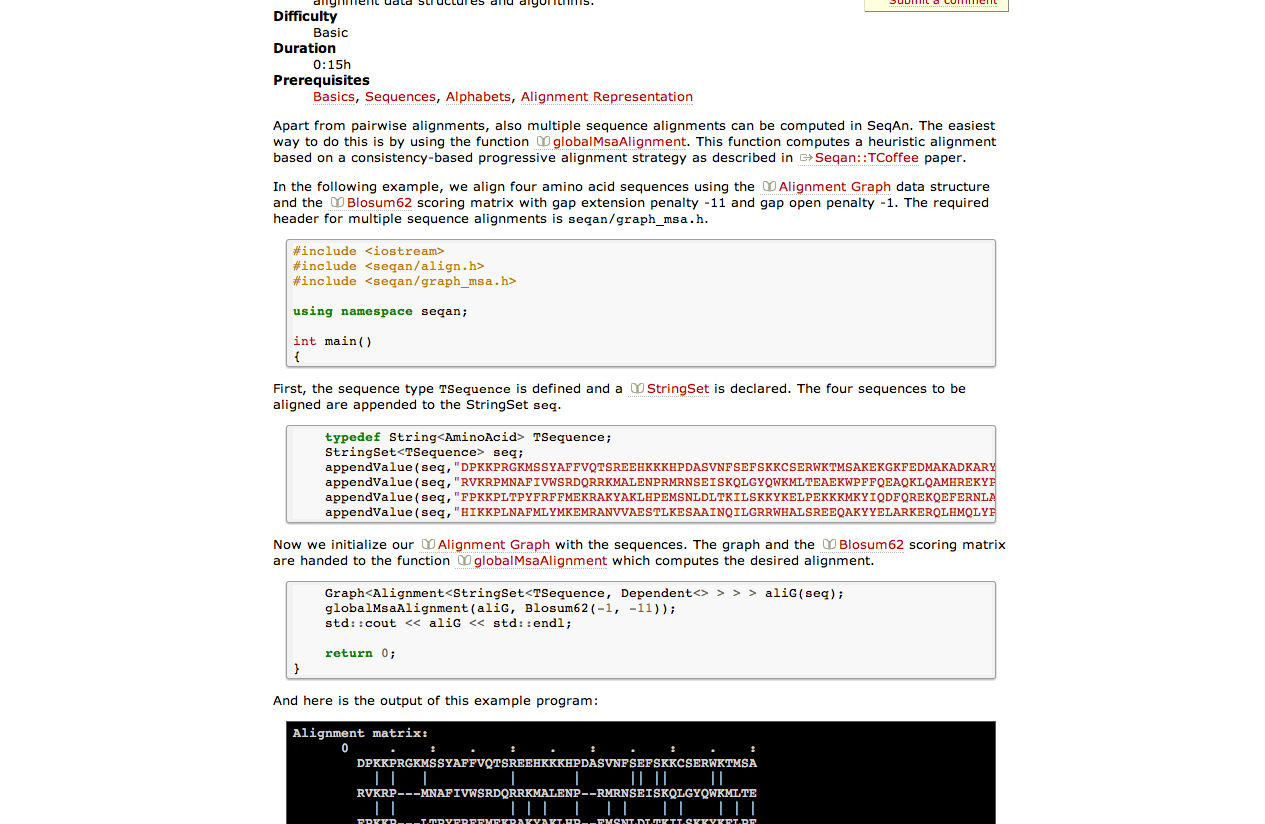 alignment data structures and algorithms.
Submit a comment
Difficulty
Basic
Duration
0:15h
Prerequisites
Basics, Sequences, Alphabets, Alignment Representation
Apart from pairwise alignments, also multiple sequence alignments can be computed in SeqAn. The easiest
way to do this is by using the function globalMsaAlignment. This function computes a heuristic alignment
based on a consistency-based progressive alignment strategy as described in Seqan::TCoffee paper.
In the following example, we align four amino acid sequences using the Alignment Graph data structure
and the Blosum62 scoring matrix with gap extension penalty -11 and gap open penalty -1. The required
header for multiple sequence alignments is seqan/graph_msa.h.
#include <iostream>
#include <seqan/align.h>
#include <seqan/graph_msa.h>
using namespace seqan;
int main()
{
First, the sequence type TSequence is defined and a StringSet is declared. The four sequences to be
aligned are appended to the StringSet seq.
typedef String<AminoAcid> TSequence;
StringSet<TSequence> seq;
appendValue(seq,"DPKKPRGKMSSYAFFVQTSREEHKKKHPDASVNFSEFSKKCSERWKTMSAKEKGKFEDMAKADKARY
appendValue(seq,"RVKRPMNAFIVWSRDQRRKMALENPRMRNSEISKQLGYQWKMLTEAEKWPFFQEAQKLQAMHREKYP
appendValue(seq,"FPKKPLTPYFRFFMEKRAKYAKLHPEMSNLDLTKILSKKYKELPEKKKMKYIQDFQREKQEFERNLA
appendValue(seq,"HIKKPLNAFMLYMKEMRANVVAESTLKESAAINQILGRRWHALSREEQAKYYELARKERQLHMQLYP
Now we initialize our Alignment Graph with the sequences. The graph and the Blosum62 scoring matrix
are handed to the function globalMsaAlignment which computes the desired alignment.
Graph<Alignment<StringSet<TSequence, Dependent<> > > > aliG(seq);
globalMsaAlignment(aliG, Blosum62(-1, -11));
std::cout << aliG << std::endl;
return 0;
}
And here is the output of this example program:
Alignment matrix:
0 . : . : . : . : . :
DPKKPRGKMSSYAFFVQTSREEHKKKHPDASVNFSEFSKKCSERWKTMSA
| | | | | || || ||
RVKRP---MNAFIVWSRDQRRKMALENP--RMRNSEISKQLGYQWKMLTE
| | | | | | | | | | | | |
FPKKP---LTPYFRFFMEKRAKYAKLHP--EMSNLDLTKILSKKYKELPE